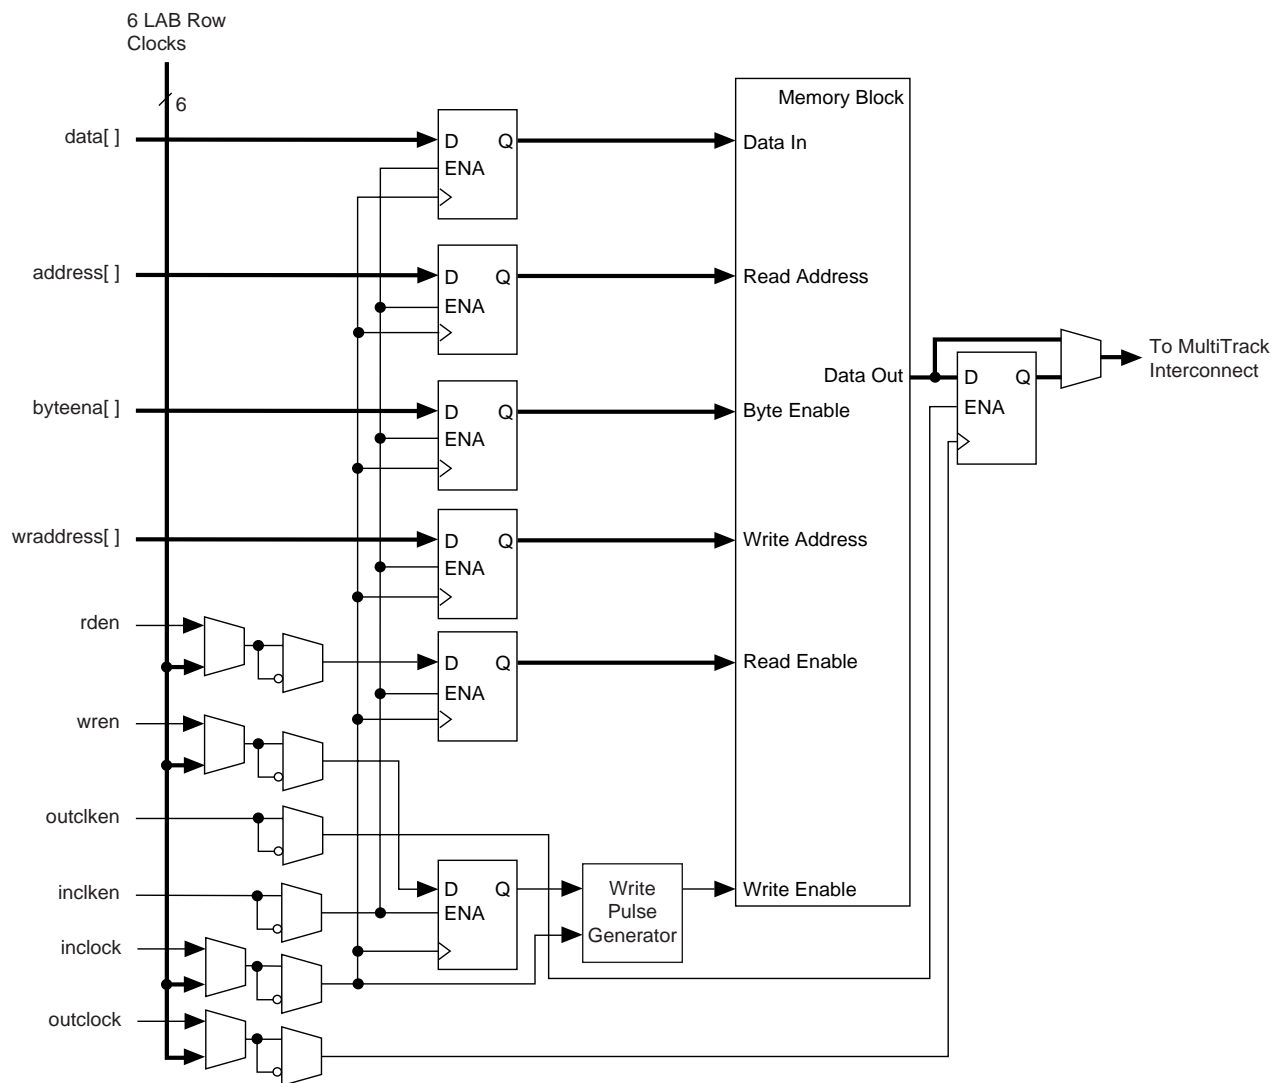 6 LAB Row
Clocks
6
Memory Block
data[ ]
D Q
Data In
ENA
address[ ]
D Q
Read Address
ENA
To MultiTrack
Interconnect
Data Out
D Q
ENA
byteena[ ]
D Q
Byte Enable
ENA
wraddress[ ]
D Q
Write Address
ENA
rden
D Q
Read Enable
ENA
wren
outclken
inclken
D Q
ENA
Write
Pulse
Generator
Write Enable
inclock
outclock